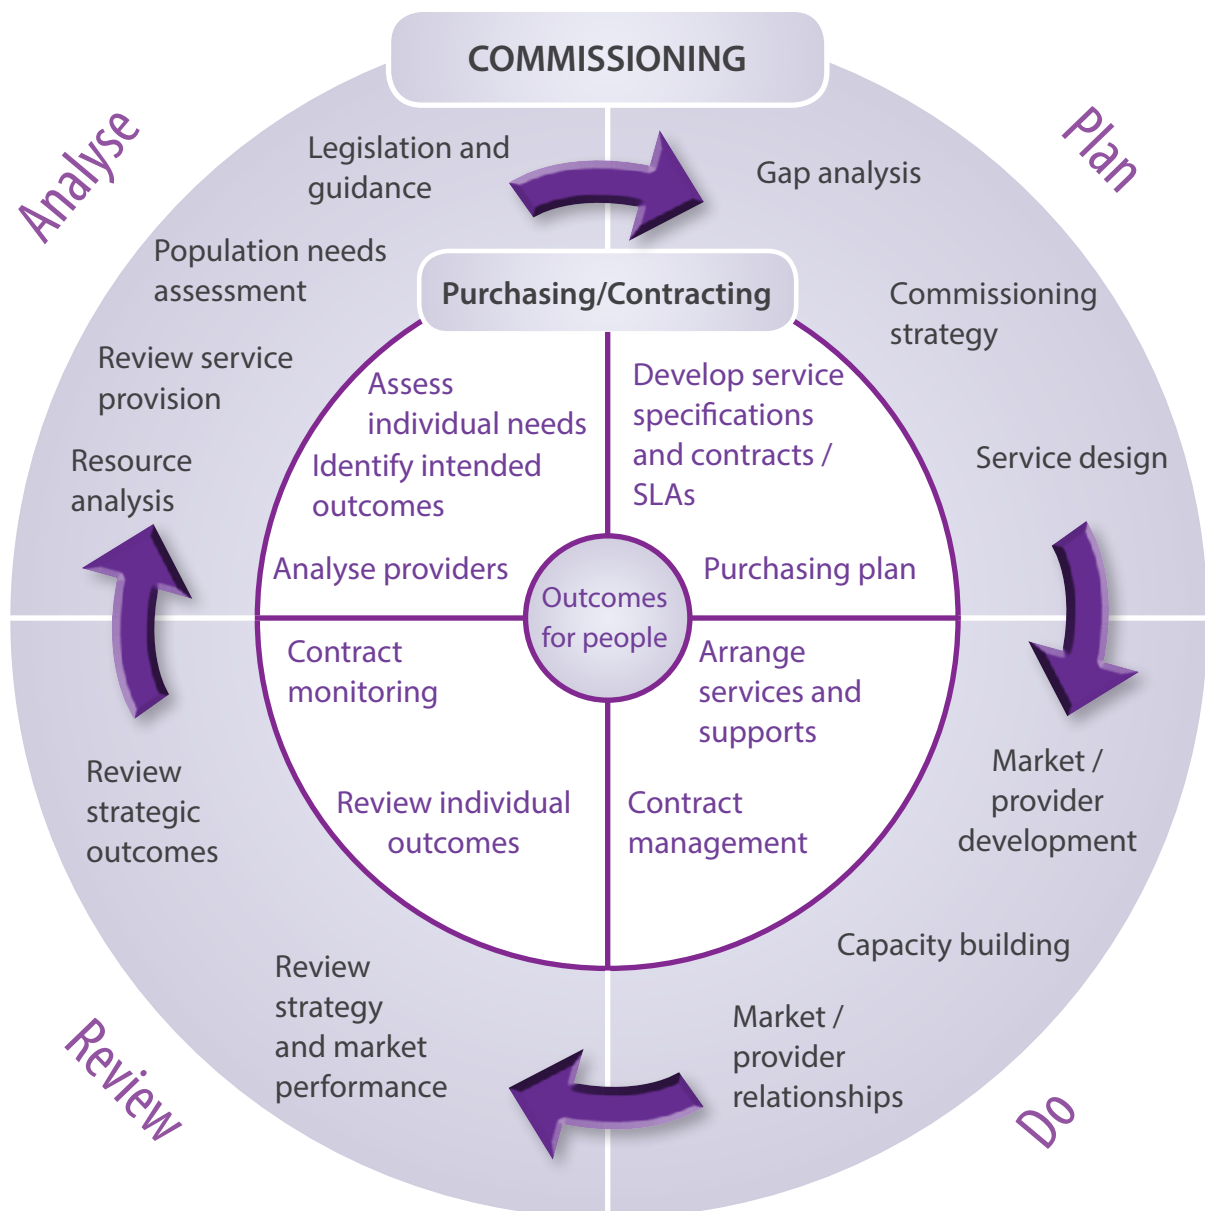 COMMISSIONING
Analyse
Plan
Legislation and
guidance
Gap analysis
Population needs
assessment
Purchasing/Contracting
Commissioning
strategy
Review service
provision
Assess
individual needs
Identify intended
outcomes
Develop service
specifications
and contracts /
SLAs
Resource
analysis
Service design
Analyse providers
Purchasing plan
Outcomes
for people
Contract
monitoring
Arrange
services and
supports
Review
strategic
outcomes
Review individual
outcomes
Contract
management
Market /
provider
development
Capacity building
Review
strategy
and market
performance
Market /
provider
relationships
Review
Do